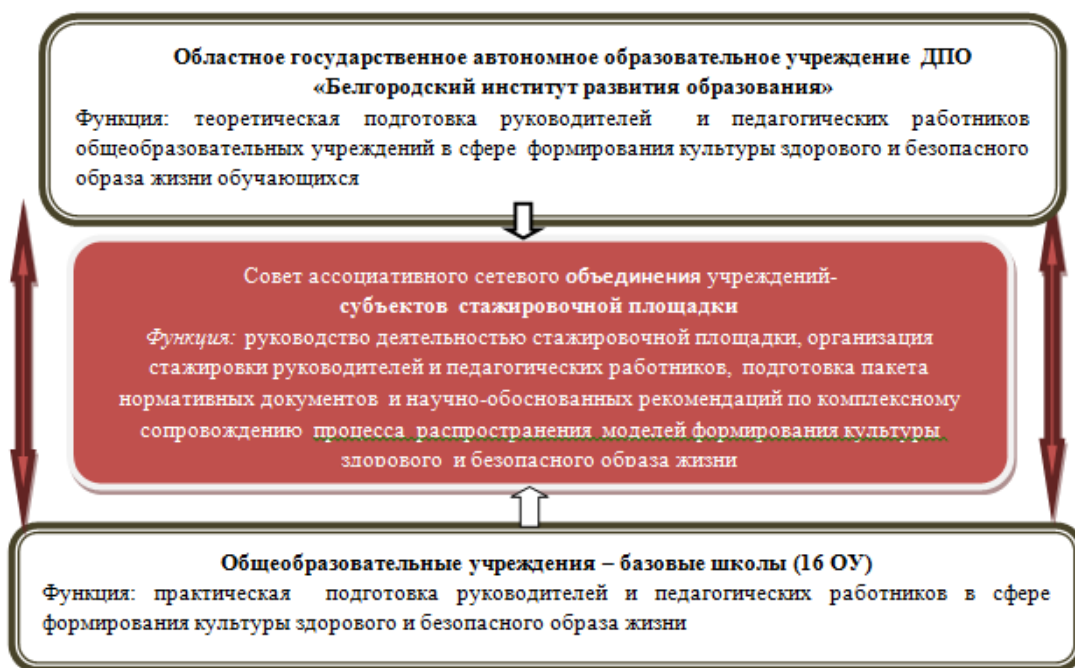 Областное государственное автономное образовательное учреждение ДПО
«Белгородский институт развития образования»
Функция: теоретическая подготовка руководителей и педагогических работников
общеобразовательных учреждений в сфере формирования культуры здорового и безопасного
образа жизни обучающихся
Совет ассоциативного сетевого объединения учреждений-
субъектов стажировочной площадки
Функция: руководство деятельностью стажировочной площадки, организация
стажировки руководителей и педагогических работников, подготовка пакета
нормативных документов и научно-обоснованных рекомендаций по комплексному
сопровождению процесса распространения моделей формирования культуры
здорового и безопасного образа жизни
Общеобразовательные учреждения – базовые школы (16 ОУ)
Функция: практическая подготовка руководителей и педагогических работников в сфере
формирования культуры здорового и безопасного образа жизни